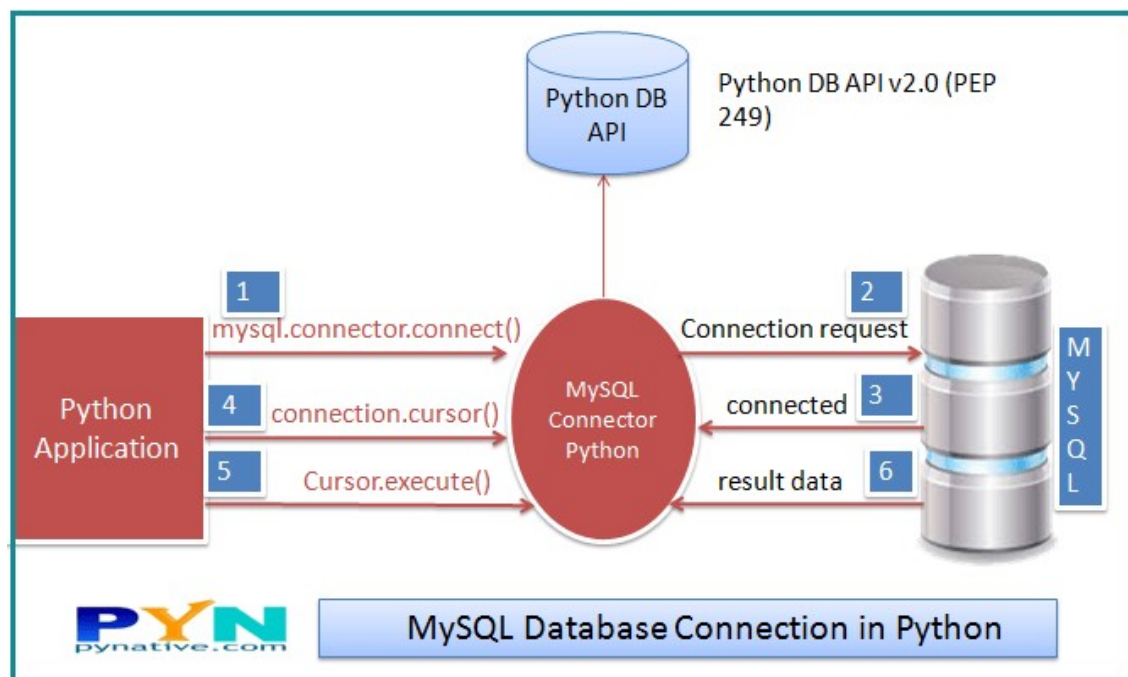 Python DB
API
Python DB API v2.0 (PEP
249)
1
mysql.connector.connect()
2
Connection request
Python
Application
4
connection.cursor()
5
Cursor.execute()
MySQL
Connector
Python
3
connected
6
result data
M
Y
S
Q
L
PYN
pynative.com
MySQL Database Connection in Python